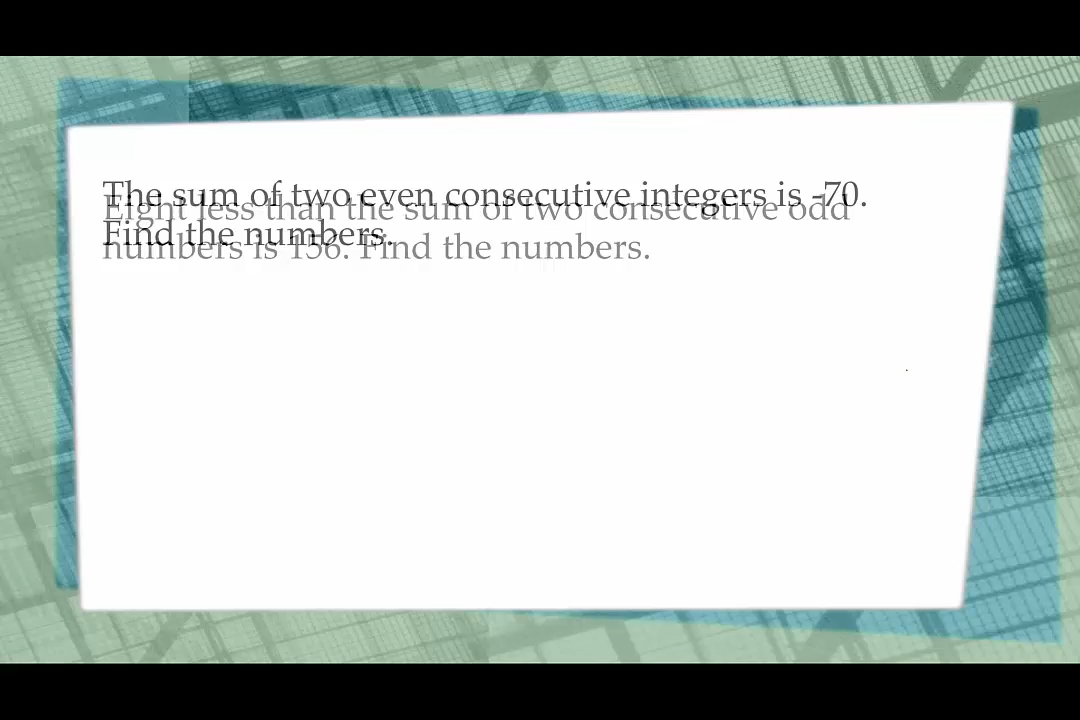 The sum of two even consecutive integers is -70.
Find the numbers.
Eight less than the sum of two consecutive odd
numbers is 156. Find the numbers.